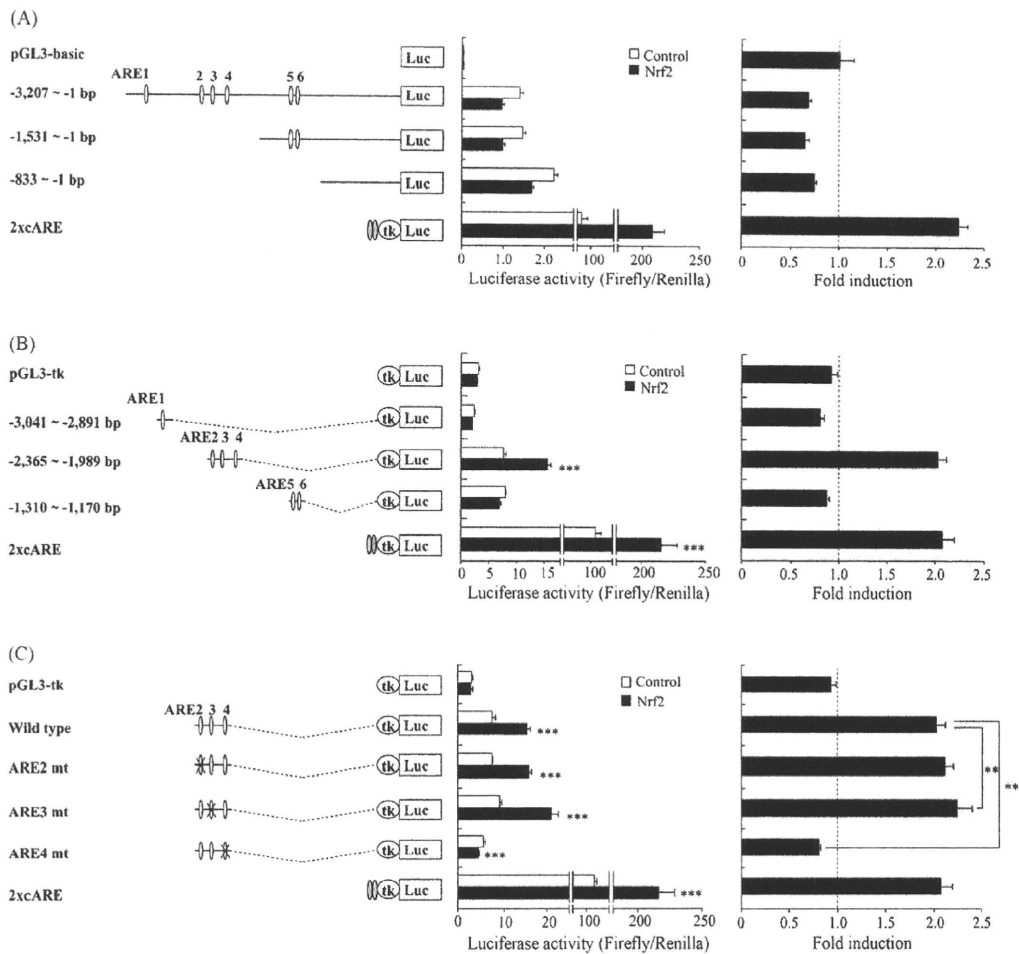 (A)
pGL3-basic
Luc
Control
Nrf2
ARE1 2 3 4 5 6
-3,207 ~ -1 bp
Luc
-1,531 ~ -1 bp
Luc
-833 ~ -1 bp
Luc
2xcARE
tk Luc
0 1.0 2.0 100 200
Luciferase activity (Firefly/Renilla)
0 0.5 1.0 1.5 2.0 2.5
Fold induction
(B)
pGL3-tk
tk Luc
Control
Nrf2
ARE1
-3,041 ~ -2,891 bp
tk Luc
ARE2 3 4
-2,365 ~ -1,989 bp
tk Luc
***
ARE5 6
-1,310 ~ -1,170 bp
tk Luc
2xcARE
tk Luc
***
0 5 10 15 100 200 250
Luciferase activity (Firefly/Renilla)
0 0.5 1.0 1.5 2.0 2.5
Fold induction
(C)
pGL3-tk
tk Luc
Control
Nrf2
ARE2 3 4
Wild type
tk Luc
***
ARE2 mt
tk Luc
***
**
**
ARE3 mt
tk Luc
***
ARE4 mt
tk Luc
***
2xcARE
tk Luc
***
0 10 20 100 200 250
Luciferase activity (Firefly/Renilla)
0 0.5 1.0 1.5 2.0 2.5
Fold induction